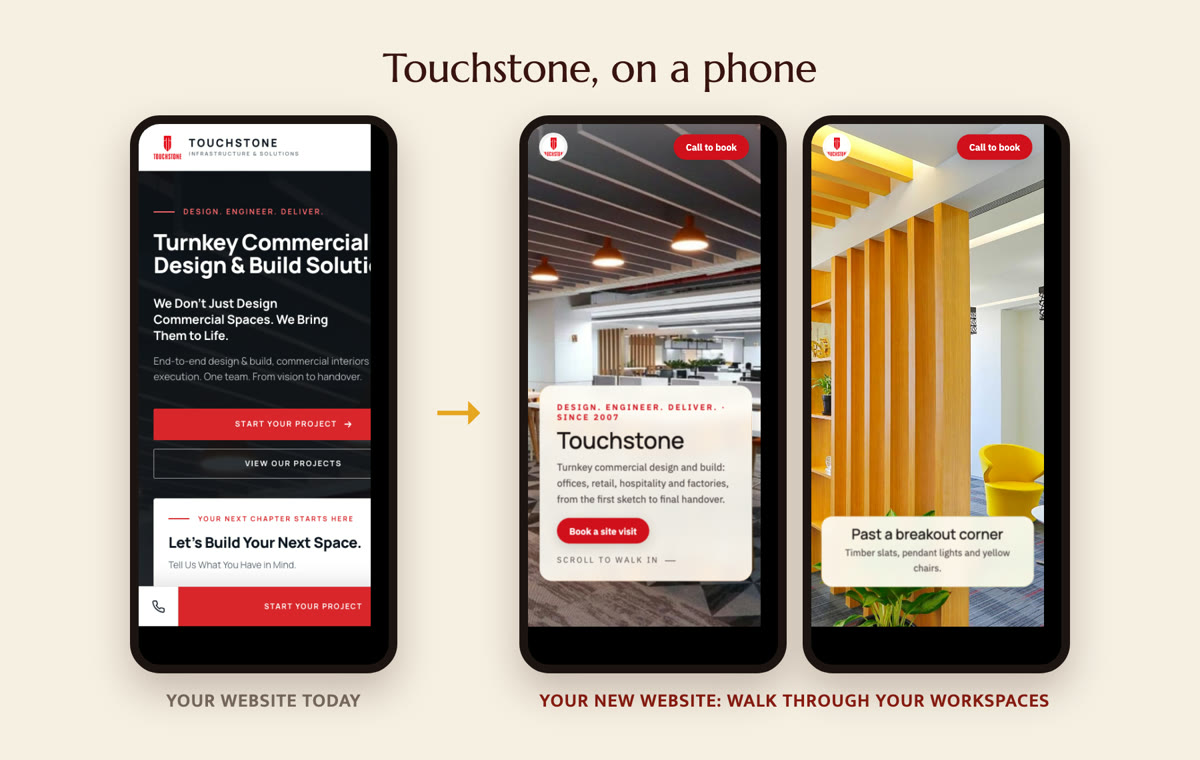 Touchstone, on a phone
TOUCHSTONE
TOUCHSTONE
INFRASTRUCTURE & SOLUTIONS
DESIGN. ENGINEER. DELIVER.
Turnkey Commercial
Design & Build Soluti
We Don't Just Design
Commercial Spaces. We Bring
Them to Life.
End-to-end design & build, commercial interiors
execution. One team. From vision to handover.
START YOUR PROJECT →
VIEW OUR PROJECTS
YOUR NEXT CHAPTER STARTS HERE
Let's Build Your Next Space.
Tell Us What You Have in Mind.
START YOUR PROJECT
YOUR WEBSITE TODAY
TOUCHSTONE
Call to book
DESIGN. ENGINEER. DELIVER. ·
SINCE 2007
Touchstone
Turnkey commercial design and build:
offices, retail, hospitality and factories,
from the first sketch to final handover.
Book a site visit
SCROLL TO WALK IN
TOUCHSTONE
Call to book
Past a breakout corner
Timber slats, pendant lights and yellow
chairs.
YOUR NEW WEBSITE: WALK THROUGH YOUR WORKSPACES